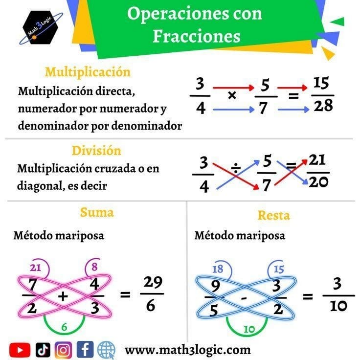 Math3Logic
Operaciones con
Fracciones
Multiplicación
Multiplicación directa,
numerador por numerador y
denominador por denominador
3/4 × 5/7 = 15/28
División
Multiplicación cruzada o en
diagonal, es decir
3/4 ÷ 5/7 = 21/20
Suma
Método mariposa
21 8
7/2 + 4/3 = 29/6
6
Resta
Método mariposa
18 15
9/5 - 3/2 = 3/10
10
www.math3logic.com